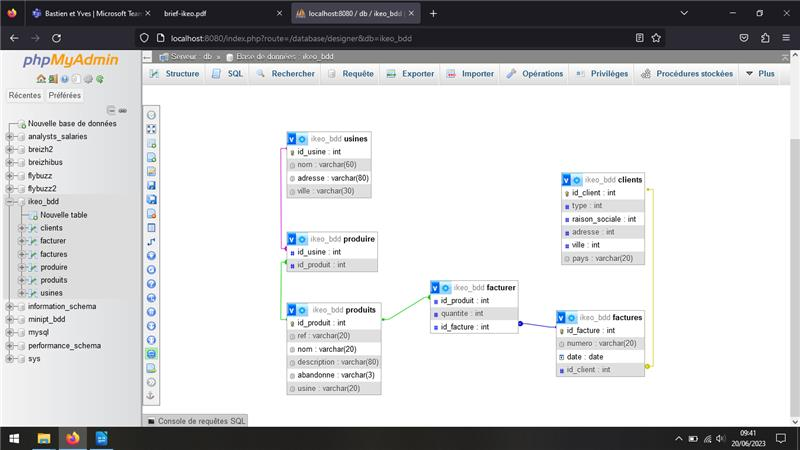 Bastien et Yves | Microsoft Team
brief-ikeo.pdf
localhost:8080 / db / ikeo_bdd |
localhost:8080/index.php?route=/database/designer&db=ikeo_bdd
phpMyAdmin
Serveur : db » Base de données : ikeo_bdd
Structure SQL Rechercher Requête Exporter Importer Opérations Privilèges Procédures stockées Plus
Récentes Préférées
Nouvelle base de données
analysts_salaries
breizh2
breizhibus
flybuzz
flybuzz2
ikeo_bdd
Nouvelle table
clients
facturer
factures
produire
produits
usines
information_schema
minipt_bdd
mysql
performance_schema
sys
v ikeo_bdd usines
id_usine : int
nom : varchar(60)
adresse : varchar(80)
ville : varchar(30)
v ikeo_bdd produire
id_usine : int
id_produit : int
v ikeo_bdd produits
id_produit : int
ref : varchar(20)
nom : varchar(20)
description : varchar(80)
abandonne : varchar(3)
usine : varchar(20)
v ikeo_bdd facturer
id_produit : int
quantite : int
id_facture : int
v ikeo_bdd clients
id_client : int
type : int
raison_sociale : int
adresse : int
ville : int
pays : varchar(20)
v ikeo_bdd factures
id_facture : int
numero : varchar(20)
date : date
id_client : int
Console de requêtes SQL
09:41
20/06/2023